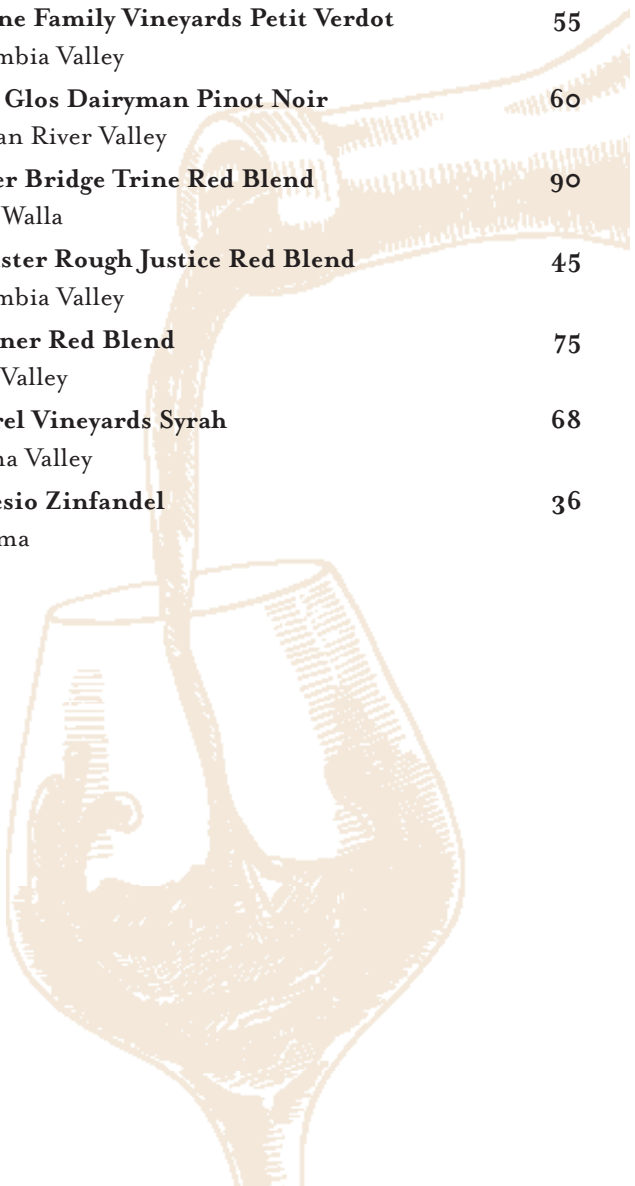 ne Family Vineyards Petit Verdot 55
mbia Valley
Glos Dairyman Pinot Noir 60
an River Valley
er Bridge Trine Red Blend 90
Walla
ster Rough Justice Red Blend 45
mbia Valley
ner Red Blend 75
Valley
rel Vineyards Syrah 68
na Valley
esio Zinfandel 36
ma